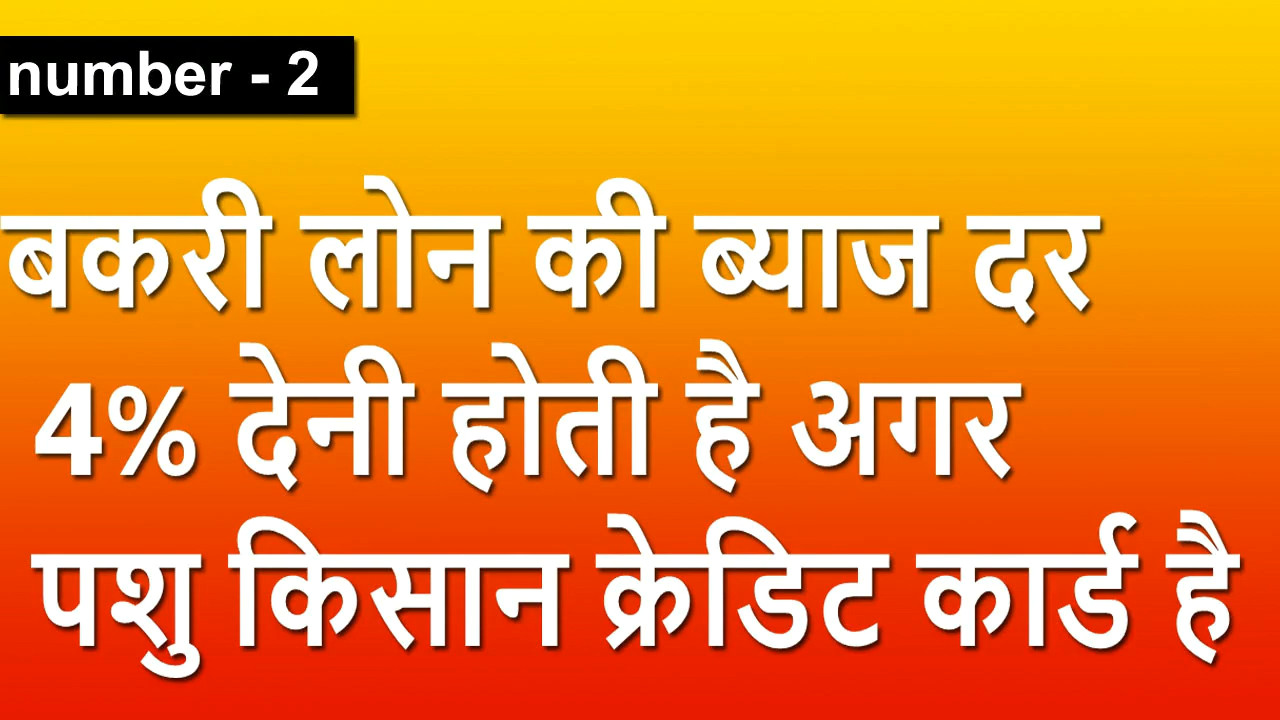 number - 2
बकरी लोन की ब्याज दर
4% देनी होती है अगर
पशु किसान क्रेडिट कार्ड है